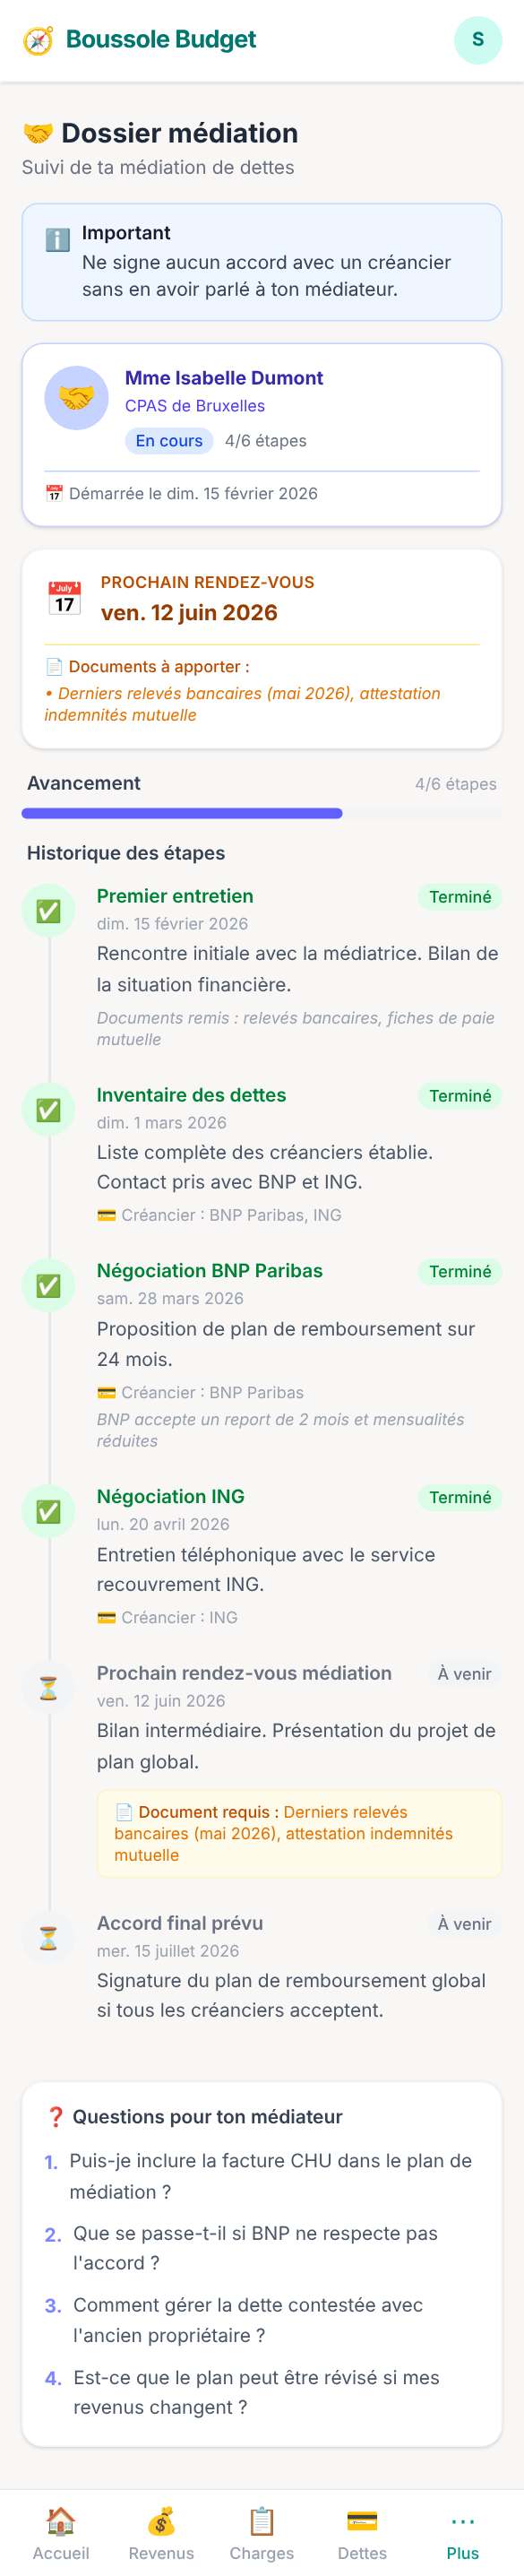 🧭 Boussole Budget
S
🤝 Dossier médiation
Suivi de ta médiation de dettes
ℹ️ Important
Ne signe aucun accord avec un créancier
sans en avoir parlé à ton médiateur.
Mme Isabelle Dumont
CPAS de Bruxelles
En cours 4/6 étapes
📅 Démarrée le dim. 15 février 2026
PROCHAIN RENDEZ-VOUS
ven. 12 juin 2026
📄 Documents à apporter :
• Derniers relevés bancaires (mai 2026), attestation
indemnités mutuelle
Avancement 4/6 étapes
Historique des étapes
Premier entretien Terminé
dim. 15 février 2026
Rencontre initiale avec la médiatrice. Bilan de
la situation financière.
Documents remis : relevés bancaires, fiches de paie
mutuelle
Inventaire des dettes Terminé
dim. 1 mars 2026
Liste complète des créanciers établie.
Contact pris avec BNP et ING.
💳 Créancier : BNP Paribas, ING
Négociation BNP Paribas Terminé
sam. 28 mars 2026
Proposition de plan de remboursement sur
24 mois.
💳 Créancier : BNP Paribas
BNP accepte un report de 2 mois et mensualités
réduites
Négociation ING Terminé
lun. 20 avril 2026
Entretien téléphonique avec le service
recouvrement ING.
💳 Créancier : ING
Prochain rendez-vous médiation À venir
ven. 12 juin 2026
Bilan intermédiaire. Présentation du projet de
plan global.
📄 Document requis : Derniers relevés
bancaires (mai 2026), attestation indemnités
mutuelle
Accord final prévu À venir
mer. 15 juillet 2026
Signature du plan de remboursement global
si tous les créanciers acceptent.
❓ Questions pour ton médiateur
1. Puis-je inclure la facture CHU dans le plan de
médiation ?
2. Que se passe-t-il si BNP ne respecte pas
l'accord ?
3. Comment gérer la dette contestée avec
l'ancien propriétaire ?
4. Est-ce que le plan peut être révisé si mes
revenus changent ?
Accueil Revenus Charges Dettes Plus